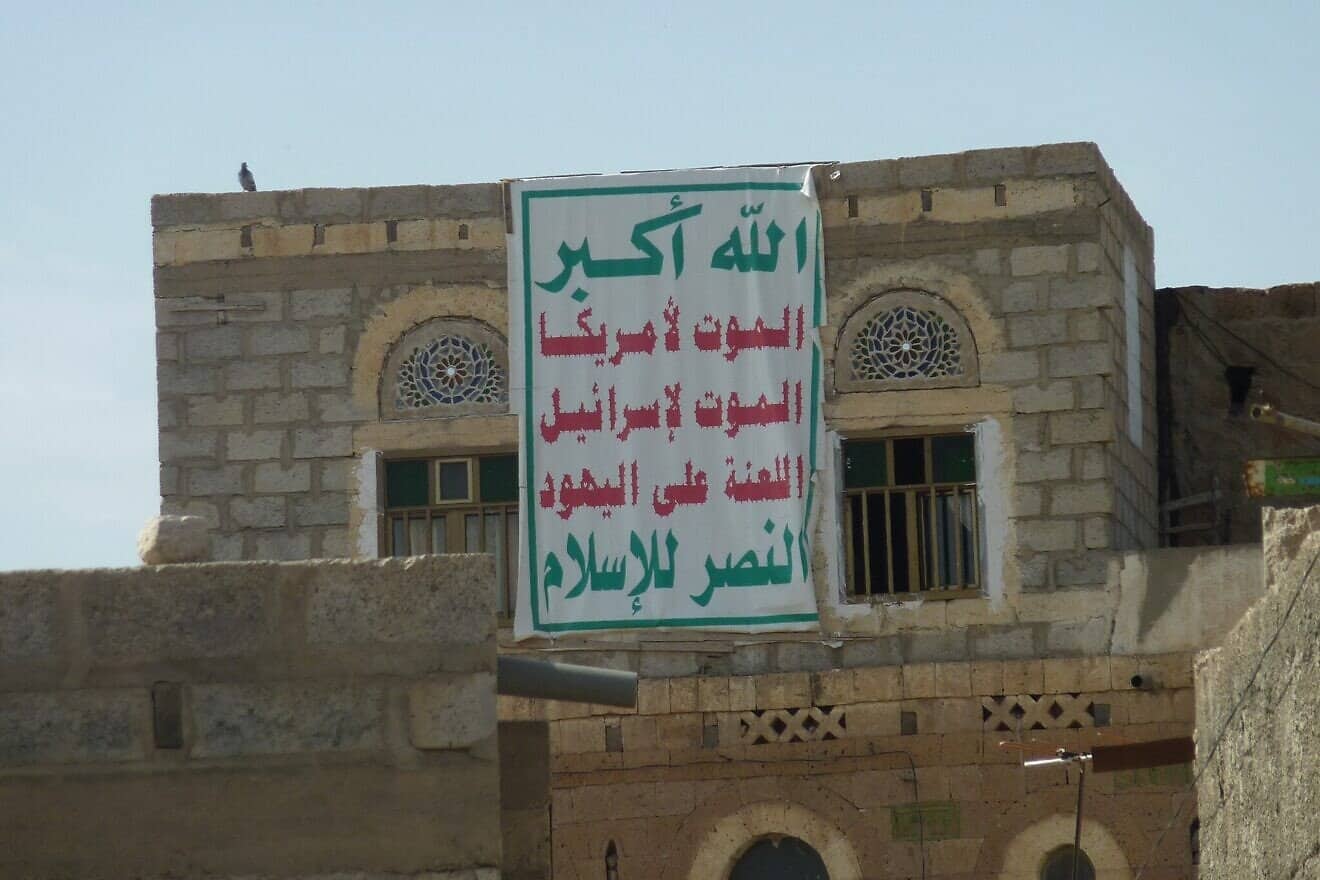 الله أكبر
الموت لأمريكا
الموت لإسرائيل
اللعنة على اليهود
النصر للإسلام